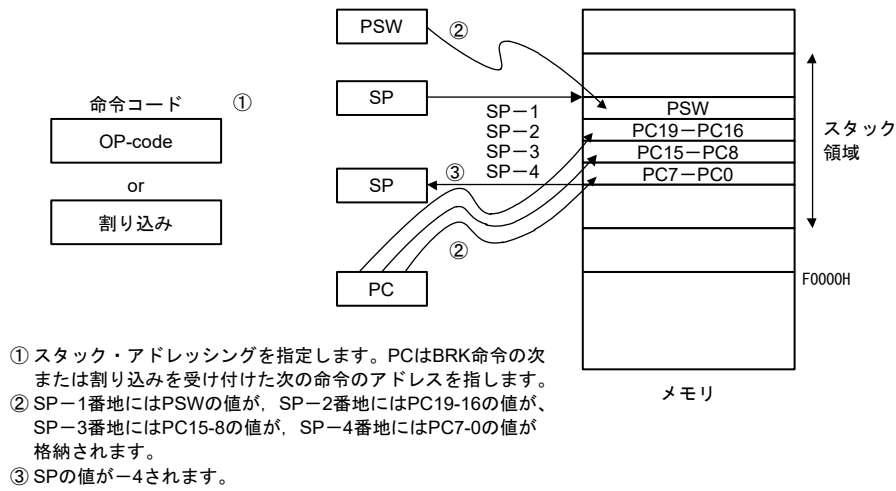 PSW
②
SP
命令コード ①
OP-code
or
割り込み
SP－1
SP－2
SP－3
SP－4
PSW
PC19－PC16
PC15－PC8
PC7－PC0
スタック
領域
③
SP
②
PC
F0000H
メモリ
① スタック・アドレッシングを指定します。PCはBRK命令の次
または割り込みを受け付けた次の命令のアドレスを指します。
② SP－1番地にはPSWの値が，SP－2番地にはPC19-16の値が、
SP－3番地にはPC15-8の値が，SP－4番地にはPC7-0の値が
格納されます。
③ SPの値が－4されます。